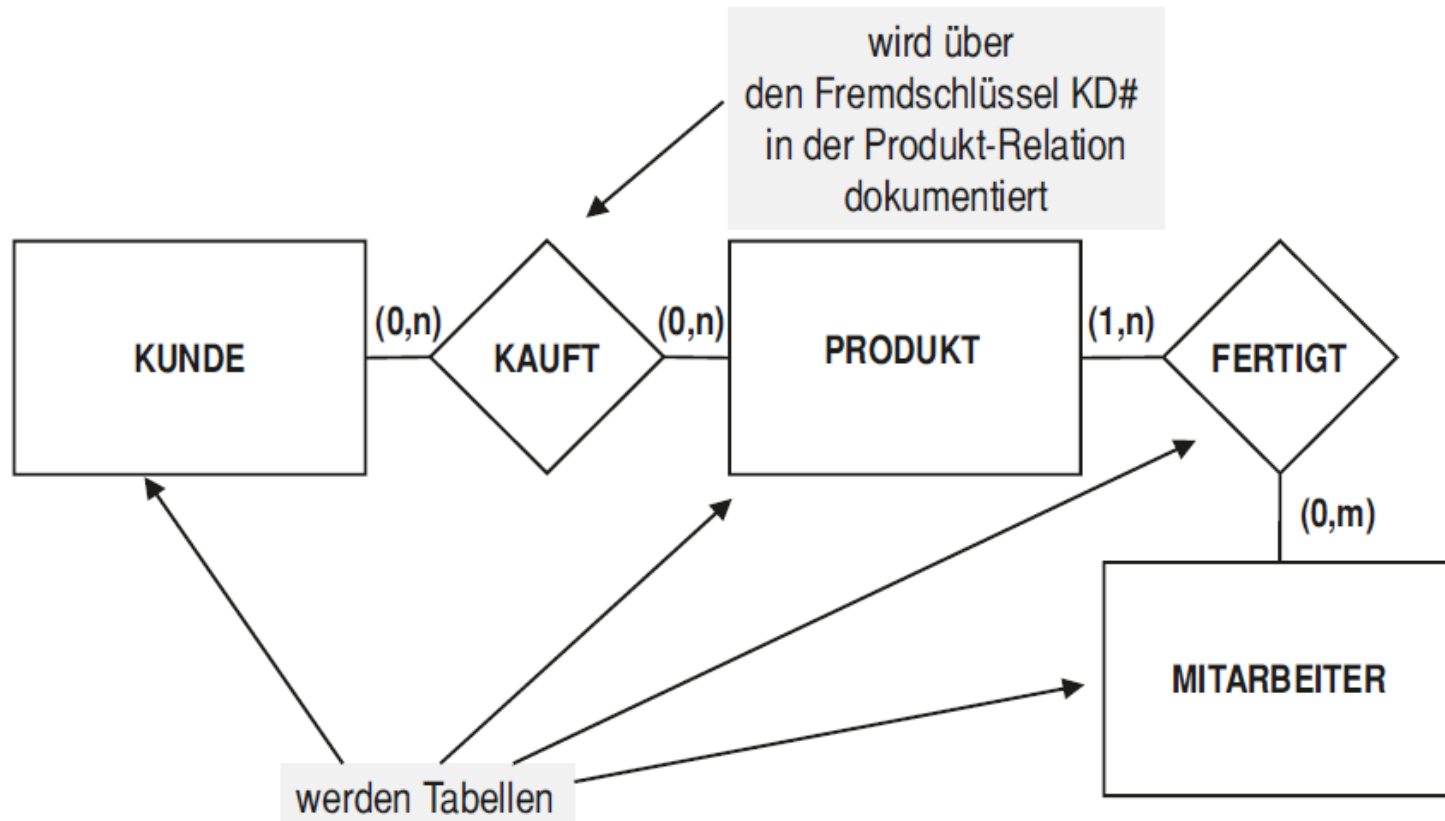 wird über
den Fremdschlüssel KD#
in der Produkt-Relation
dokumentiert
KUNDE
(0,n)
KAUFT
(0,n)
PRODUKT
(1,n)
FERTIGT
(0,m)
MITARBEITER
werden Tabellen